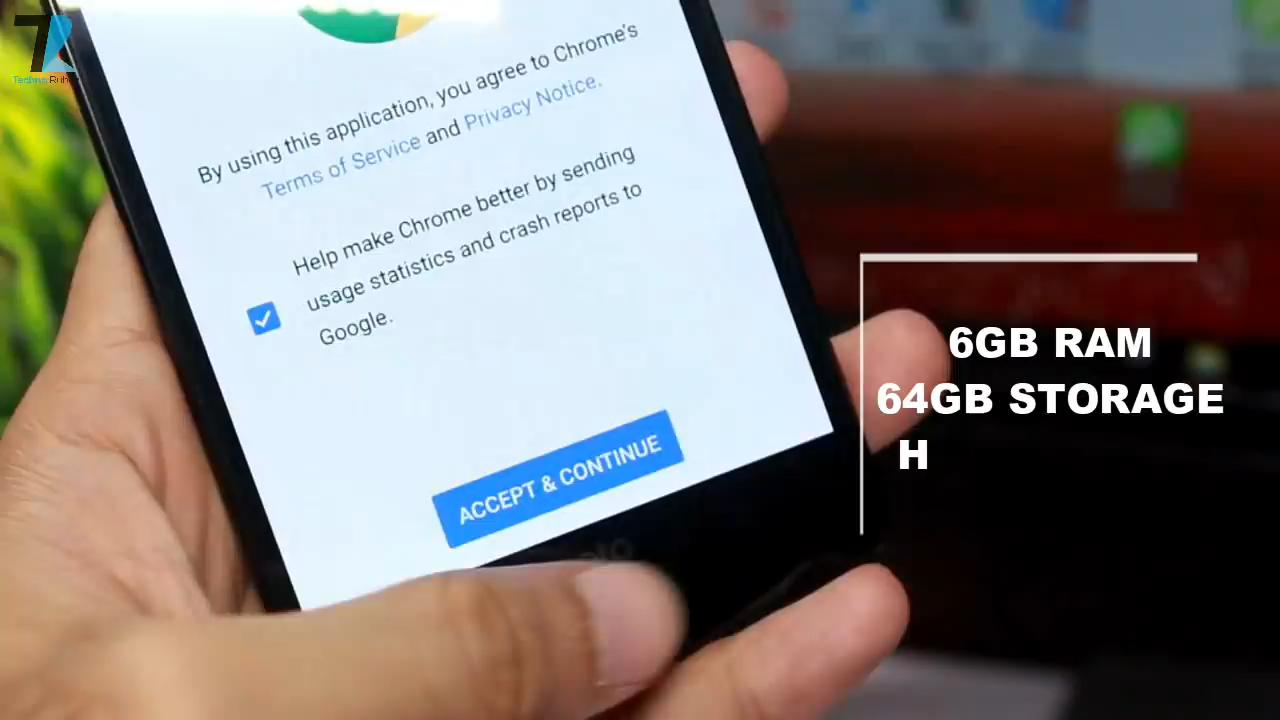 By using this application, you agree to Chrome's
Terms of Service and Privacy Notice.
Help make Chrome better by sending
usage statistics and crash reports to
Google.
ACCEPT & CONTINUE
6GB RAM
64GB STORAGE
H